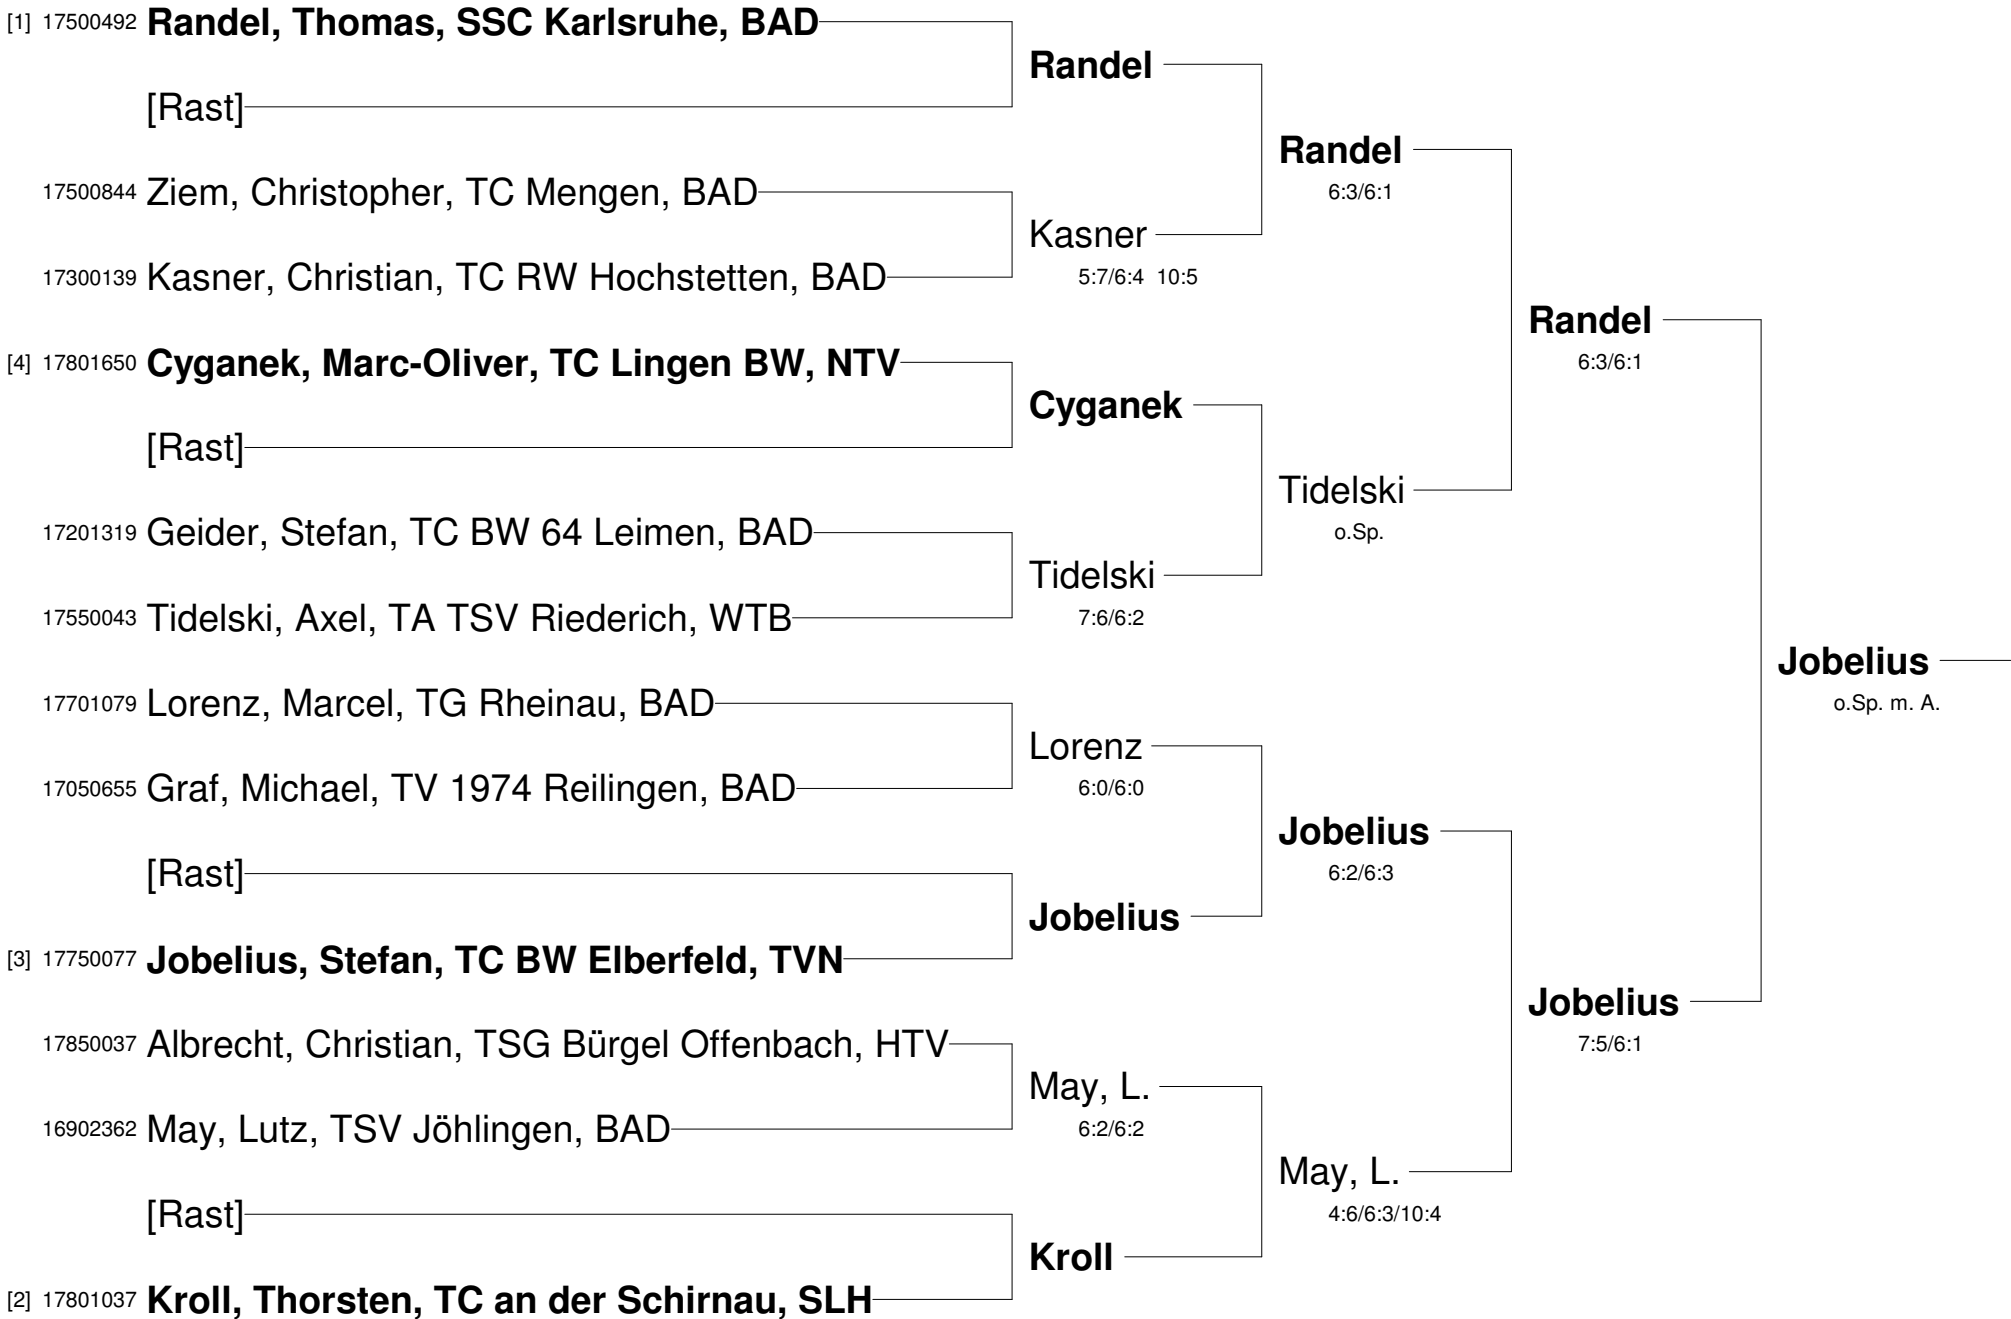 [1] 17500492 Randel, Thomas, SSC Karlsruhe, BAD
Randel
[Rast]
Randel
6:3/6:1
17500844 Ziem, Christopher, TC Mengen, BAD
Kasner
5:7/6:4 10:5
17300139 Kasner, Christian, TC RW Hochstetten, BAD
Randel
6:3/6:1
[4] 17801650 Cyganek, Marc-Oliver, TC Lingen BW, NTV
Cyganek
[Rast]
Tidelski
o.Sp.
17201319 Geider, Stefan, TC BW 64 Leimen, BAD
Tidelski
7:6/6:2
17550043 Tidelski, Axel, TA TSV Riederich, WTB
Jobelius
o.Sp. m. A.
17701079 Lorenz, Marcel, TG Rheinau, BAD
Lorenz
6:0/6:0
17050655 Graf, Michael, TV 1974 Reilingen, BAD
Jobelius
6:2/6:3
[Rast]
Jobelius
[3] 17750077 Jobelius, Stefan, TC BW Elberfeld, TVN
Jobelius
7:5/6:1
17850037 Albrecht, Christian, TSG Bürgel Offenbach, HTV
May, L.
6:2/6:2
16902362 May, Lutz, TSV Jöhlingen, BAD
May, L.
4:6/6:3/10:4
[Rast]
Kroll
[2] 17801037 Kroll, Thorsten, TC an der Schirnau, SLH